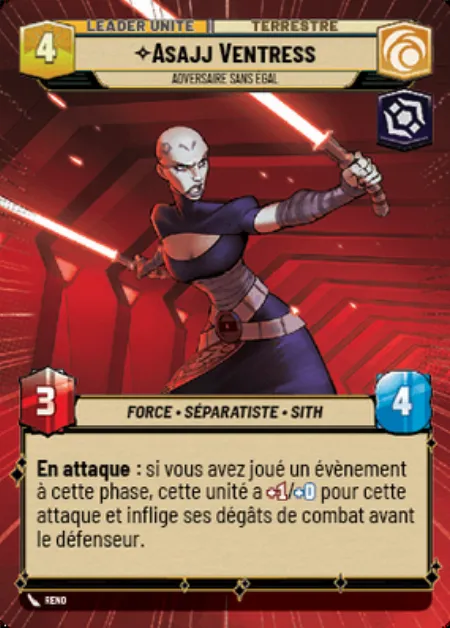 LEADER UNITÉ || TERRESTRE
4
✧ASAJJ VENTRESS
ADVERSAIRE SANS ÉGAL
3
4
FORCE • SÉPARATISTE • SITH
En attaque : si vous avez joué un évènement
à cette phase, cette unité a +1/+0 pour cette
attaque et inflige ses dégâts de combat avant
le défenseur.
RENO